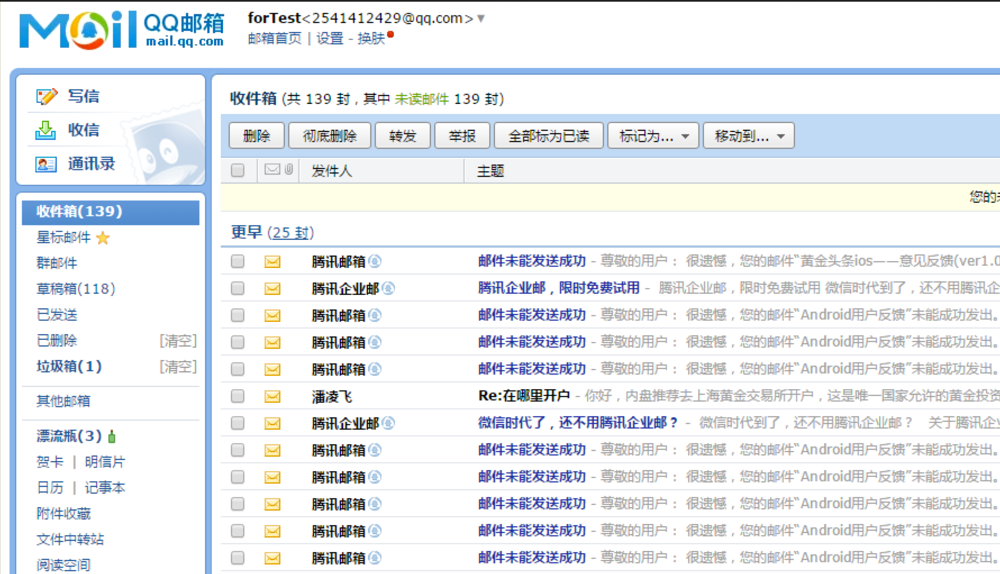 Mail QQ邮箱
mail.qq.com
forTest<2541412429@qq.com>
邮箱首页 | 设置 - 换肤
写信
收信
通讯录
收件箱(139)
星标邮件
群邮件
草稿箱(118)
已发送
已删除 [清空]
垃圾箱(1) [清空]
其他邮箱
漂流瓶(3)
贺卡 | 明信片
日历 | 记事本
附件收藏
文件中转站
阅读空间
收件箱 (共 139 封，其中 未读邮件 139 封)
删除 彻底删除 转发 举报 全部标为已读 标记为... 移动到...
发件人 主题
您的
更早 (25 封)
腾讯邮箱 邮件未能发送成功 - 尊敬的用户： 很遗憾，您的邮件“黄金头条ios——意见反馈(ver1.0
腾讯企业邮 腾讯企业邮，限时免费试用 - 腾讯企业邮，限时免费试用 微信时代到了，还不用腾讯企
腾讯邮箱 邮件未能发送成功 - 尊敬的用户： 很遗憾，您的邮件“Android用户反馈”未能成功发出。
腾讯邮箱 邮件未能发送成功 - 尊敬的用户： 很遗憾，您的邮件“Android用户反馈”未能成功发出。
腾讯邮箱 邮件未能发送成功 - 尊敬的用户： 很遗憾，您的邮件“Android用户反馈”未能成功发出。
潘凌飞 Re:在哪里开户 - 你好，内盘推荐去上海黄金交易所开户，这是唯一国家允许的黄金投资
腾讯企业邮 微信时代了，还不用腾讯企业邮？ - 微信时代到了，还不用腾讯企业邮？ 关于腾讯企业
腾讯邮箱 邮件未能发送成功 - 尊敬的用户： 很遗憾，您的邮件“Android用户反馈”未能成功发出。
腾讯邮箱 邮件未能发送成功 - 尊敬的用户： 很遗憾，您的邮件“Android用户反馈”未能成功发出。
腾讯邮箱 邮件未能发送成功 - 尊敬的用户： 很遗憾，您的邮件“Android用户反馈”未能成功发出。
腾讯邮箱 邮件未能发送成功 - 尊敬的用户： 很遗憾，您的邮件“Android用户反馈”未能成功发出。
腾讯邮箱 邮件未能发送成功 - 尊敬的用户： 很遗憾，您的邮件“Android用户反馈”未能成功发出。